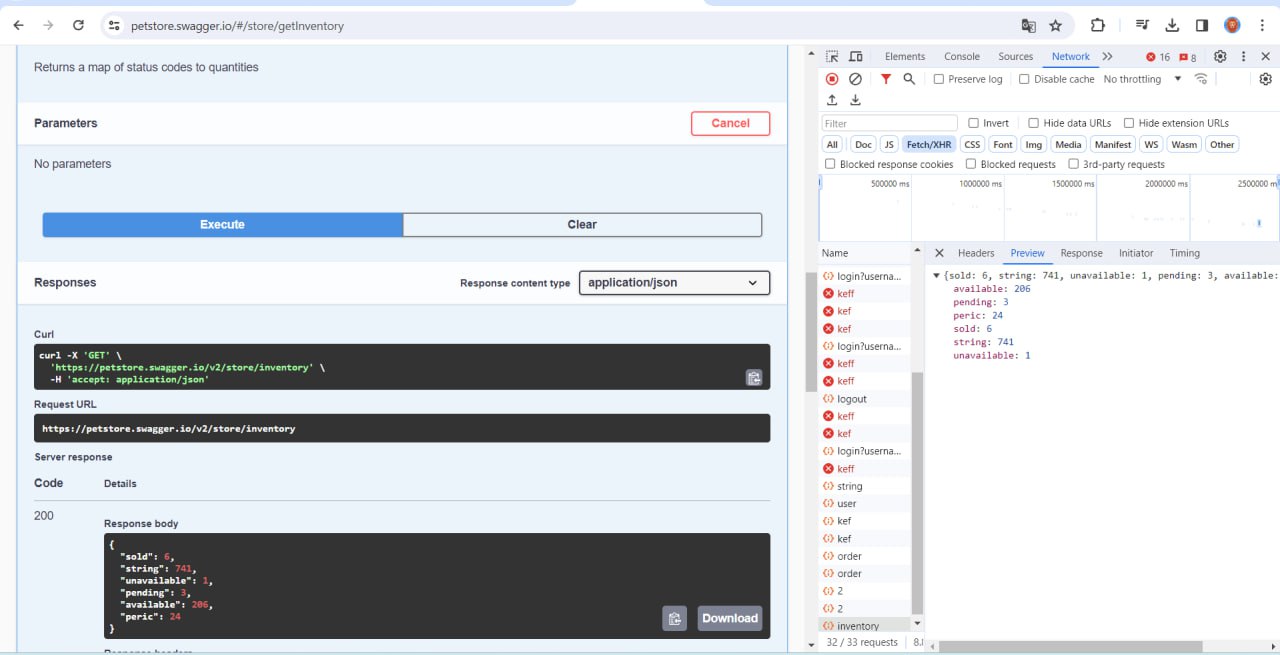 petstore.swagger.io/#/store/getInventory
Returns a map of status codes to quantities
Parameters
Cancel
No parameters
Execute
Clear
Responses
Response content type
application/json
Curl
curl -X 'GET' \
'https://petstore.swagger.io/v2/store/inventory' \
-H 'accept: application/json'
Request URL
https://petstore.swagger.io/v2/store/inventory
Server response
Code Details
200
Response body
{
"sold": 6,
"string": 741,
"unavailable": 1,
"pending": 3,
"available": 206,
"peric": 24
}
Download
Response headers
Elements Console Sources Network 16 8
Preserve log Disable cache No throttling
Filter Invert Hide data URLs Hide extension URLs
All Doc JS Fetch/XHR CSS Font Img Media Manifest WS Wasm Other
Blocked response cookies Blocked requests 3rd-party requests
500000 ms 1000000 ms 1500000 ms 2000000 ms 2500000 m
Name
login?userna...
keff
kef
kef
login?userna...
keff
keff
logout
keff
kef
login?userna...
keff
string
user
kef
kef
order
order
2
2
inventory
32 / 33 requests 8.
Headers Preview Response Initiator Timing
{sold: 6, string: 741, unavailable: 1, pending: 3, available:
available: 206
pending: 3
peric: 24
sold: 6
string: 741
unavailable: 1